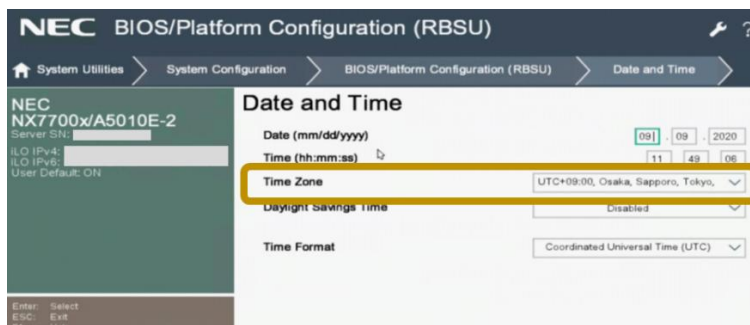 NEC BIOS/Platform Configuration (RBSU)
?
System Utilities
System Configuration
BIOS/Platform Configuration (RBSU)
Date and Time
NEC
NX7700x/A5010E-2
Server SN:
iLO IPv4:
iLO IPv6:
User Default: ON
Date and Time
Date (mm/dd/yyyy) 09 . 09 . 2020
Time (hh:mm:ss) 11 49 06
Time Zone UTC+09:00, Osaka, Sapporo, Tokyo,
Daylight Savings Time Disabled
Time Format Coordinated Universal Time (UTC)
Enter: Select
ESC: Exit